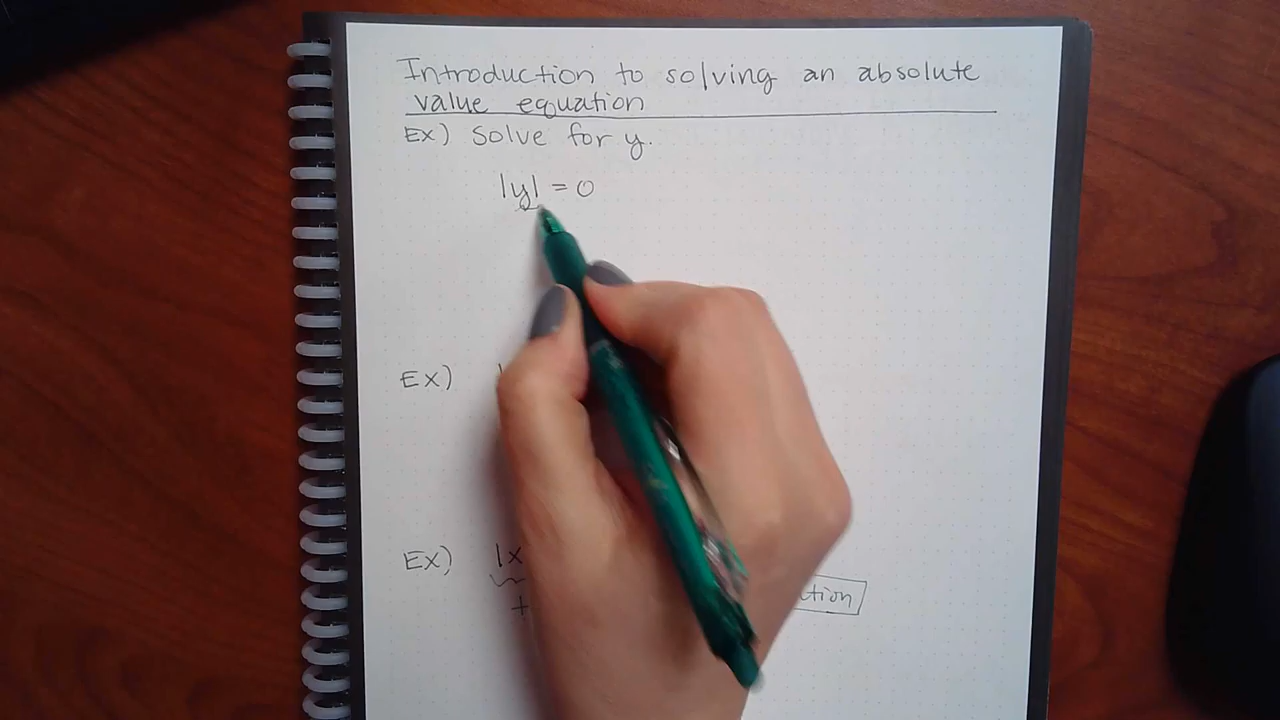 Introduction to solving an absolute
value equation
Ex) Solve for y.
|y| = 0
Ex)
Ex) |x
+